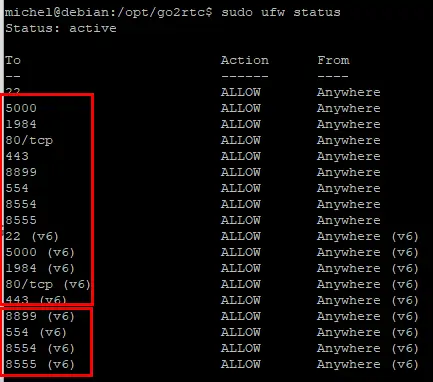 michel@debian:/opt/go2rtc$ sudo ufw status
Status: active
To Action From
-- ------ ----
22 ALLOW Anywhere
5000 ALLOW Anywhere
1984 ALLOW Anywhere
80/tcp ALLOW Anywhere
443 ALLOW Anywhere
8899 ALLOW Anywhere
554 ALLOW Anywhere
8554 ALLOW Anywhere
8555 ALLOW Anywhere
22 (v6) ALLOW Anywhere (v6)
5000 (v6) ALLOW Anywhere (v6)
1984 (v6) ALLOW Anywhere (v6)
80/tcp (v6) ALLOW Anywhere (v6)
443 (v6) ALLOW Anywhere (v6)
8899 (v6) ALLOW Anywhere (v6)
554 (v6) ALLOW Anywhere (v6)
8554 (v6) ALLOW Anywhere (v6)
8555 (v6) ALLOW Anywhere (v6)